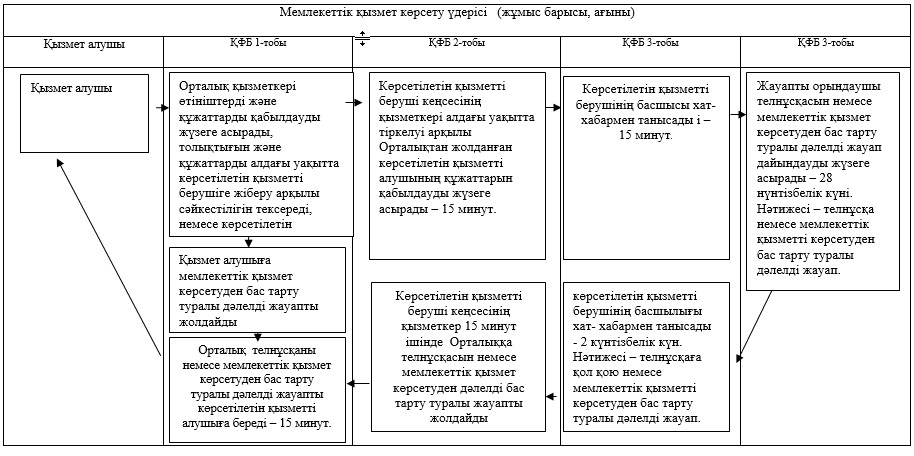 Мемлекеттік қызмет көрсету үдерісі (жұмыс барысы, ағыны)
Қызмет алушы
ҚФБ 1-тобы
ҚФБ 2-тобы
ҚФБ 3-тобы
ҚФБ 3-тобы
Қызмет алушы
Орталық қызметкері
өтініштерді және
құжаттарды қабылдауды
жүзеге асырады,
толықтығын және
құжаттарды алдағы уақытта
көрсетілетін қызметті
берушіге жіберу арқылы
сәйкестілігін тексереді,
немесе көрсетілетін
Көрсетілетін қызметті
беруші кеңсесінің
қызметкері алдағы уақытта
тіркелуі арқылы
Орталықтан жолданған
көрсетілетін қызметті
алушының құжаттарын
қабылдауды жүзеге
асырады – 15 минут.
Көрсетілетін қызметті
берушінің басшысы хат-
хабармен танысады і –
15 минут.
Жауапты орындаушы
телнұсқасын немесе
мемлекеттік қызмет
көрсетуден бас тарту
туралы дәлелді жауап
дайындауды жүзеге
асырады – 28
нүнтізбелік күні.
Нәтижесі – телнұсқа
немесе мемлекеттік
қызметті көрсетуден
бас тарту туралы
дәлелді жауап.
Қызмет алушыға
мемлекеттік қызмет
көрсетуден бас тарту
туралы дәлелді жауапты
жолдайды
Орталық телнұсқаны
немесе мемлекеттік қызмет
көрсетуден бас тарту
туралы дәлелді жауапты
көрсетілетін қызметті
алушыға береді – 15 минут.
Көрсетілетін қызметті
беруші кеңсесінің
қызметкер 15 минут
ішінде Орталыққа
телнұсқасын немесе
мемлекеттік қызмет
көрсетуден дәлелді бас
тарту туралы жауапты
жолдайды
көрсетілетін қызметті
берушінің басшылығы
хат- хабармен танысады
- 2 күнтізбелік күн.
Нәтижесі – телнұсқаға
қол қою немесе
мемлекеттік қызметті
көрсетуден бас тарту
туралы дәлелді жауап.